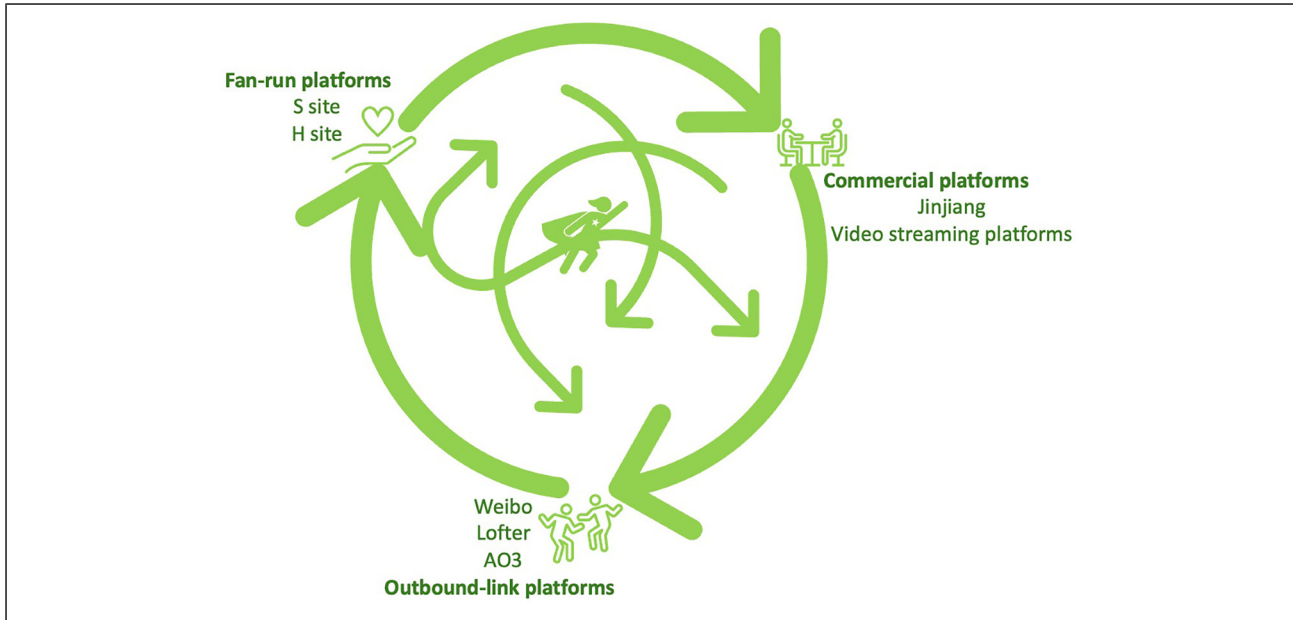 Fan-run platforms
S site
H site
Commercial platforms
Jinjiang
Video streaming platforms
Weibo
Lofter
AO3
Outbound-link platforms